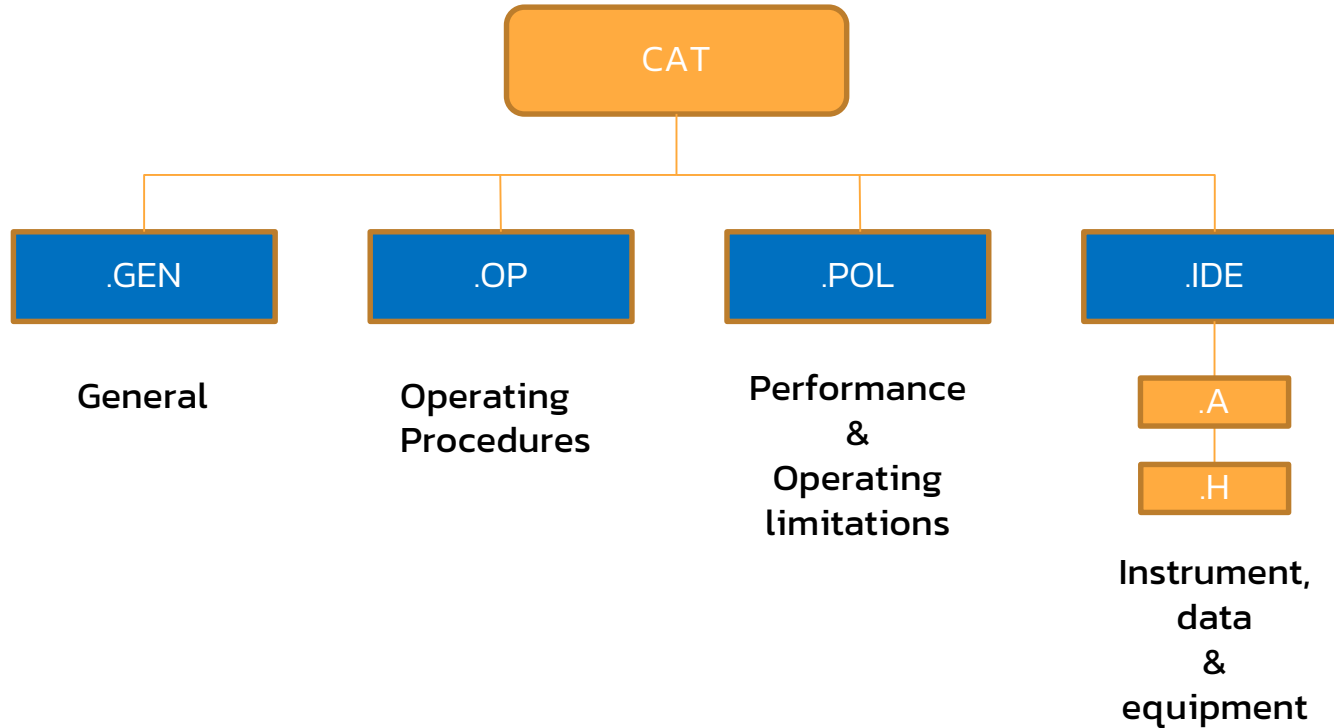 CAT
.GEN
.OP
.POL
.IDE
General
Operating
Procedures
Performance
&
Operating
limitations
.A
.H
Instrument,
data
&
equipment